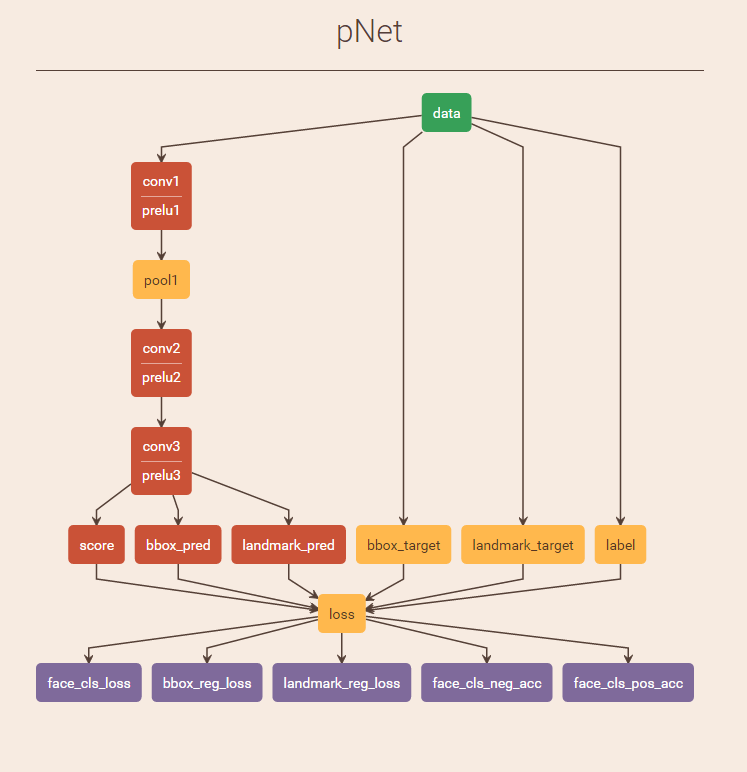 pNet
data
conv1
prelu1
pool1
conv2
prelu2
conv3
prelu3
score
bbox_pred
landmark_pred
bbox_target
landmark_target
label
loss
face_cls_loss
bbox_reg_loss
landmark_reg_loss
face_cls_neg_acc
face_cls_pos_acc